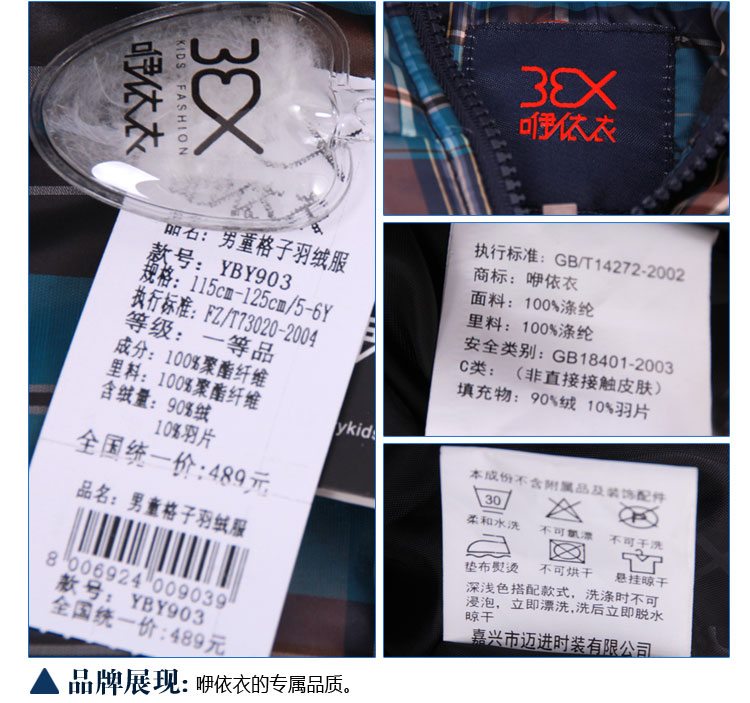 3EX
KIDS.FASHION
咿依衣
品名：男童格子羽绒服
款号：YBY903
规格：115cm-125cm/5-6Y
执行标准：FZ/T73020-2004
等级：一等品
成分：100%聚酯纤维
里料：100%聚酯纤维
含绒量：90%绒
10%羽片
全国统一价:489元
ykids
品名：男童格子羽绒服
8 006924 009039
款号：YBY903
全国统一价:489元
3EX
咿依衣
执行标准：GB/T14272-2002
商标：咿依衣
面料：100%涤纶
里料：100%涤纶
安全类别：GB18401-2003
C类：（非直接接触皮肤）
填充物：90%绒 10%羽片
本成份不含附属品及装饰配件
30
柔和水洗 不可氯漂 不可干洗
垫布熨烫 不可烘干 悬挂晾干
深浅色搭配款式，洗涤时不可
浸泡，立即漂洗,洗后立即脱水
晾干
嘉兴市迈进时装有限公司
品牌展现: 咿依衣的专属品质。